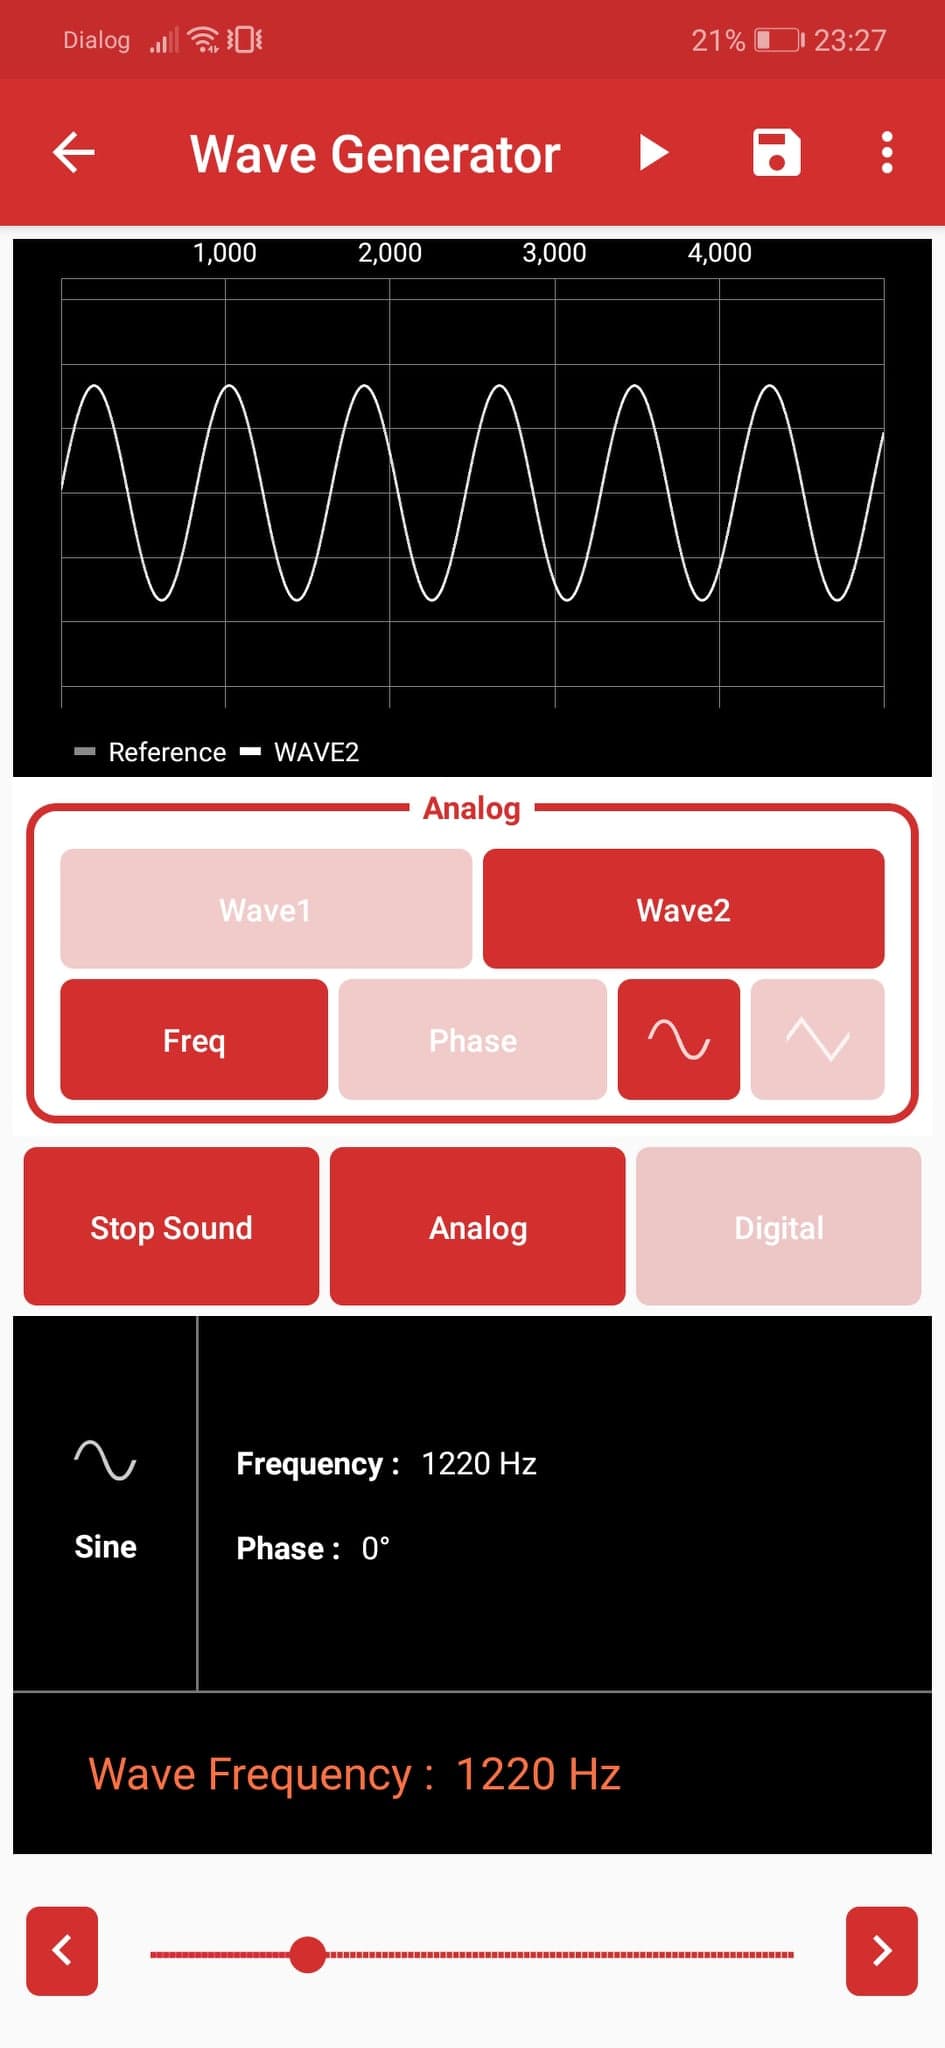 Dialog 21% 23:27
Wave Generator
1,000 2,000 3,000 4,000
Reference WAVE2
Analog
Wave1 Wave2
Freq Phase
Stop Sound Analog Digital
Frequency : 1220 Hz
Sine
Phase : 0°
Wave Frequency : 1220 Hz